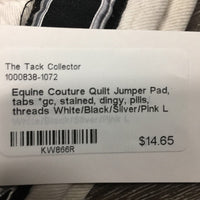 The Tack Collector
1000838-1072
Equine Couture Quilt Jumper Pad,
tabs *gc, stained, dingy, pills,
threads White/Black/Silver/Pink L
$14.65
KW866R